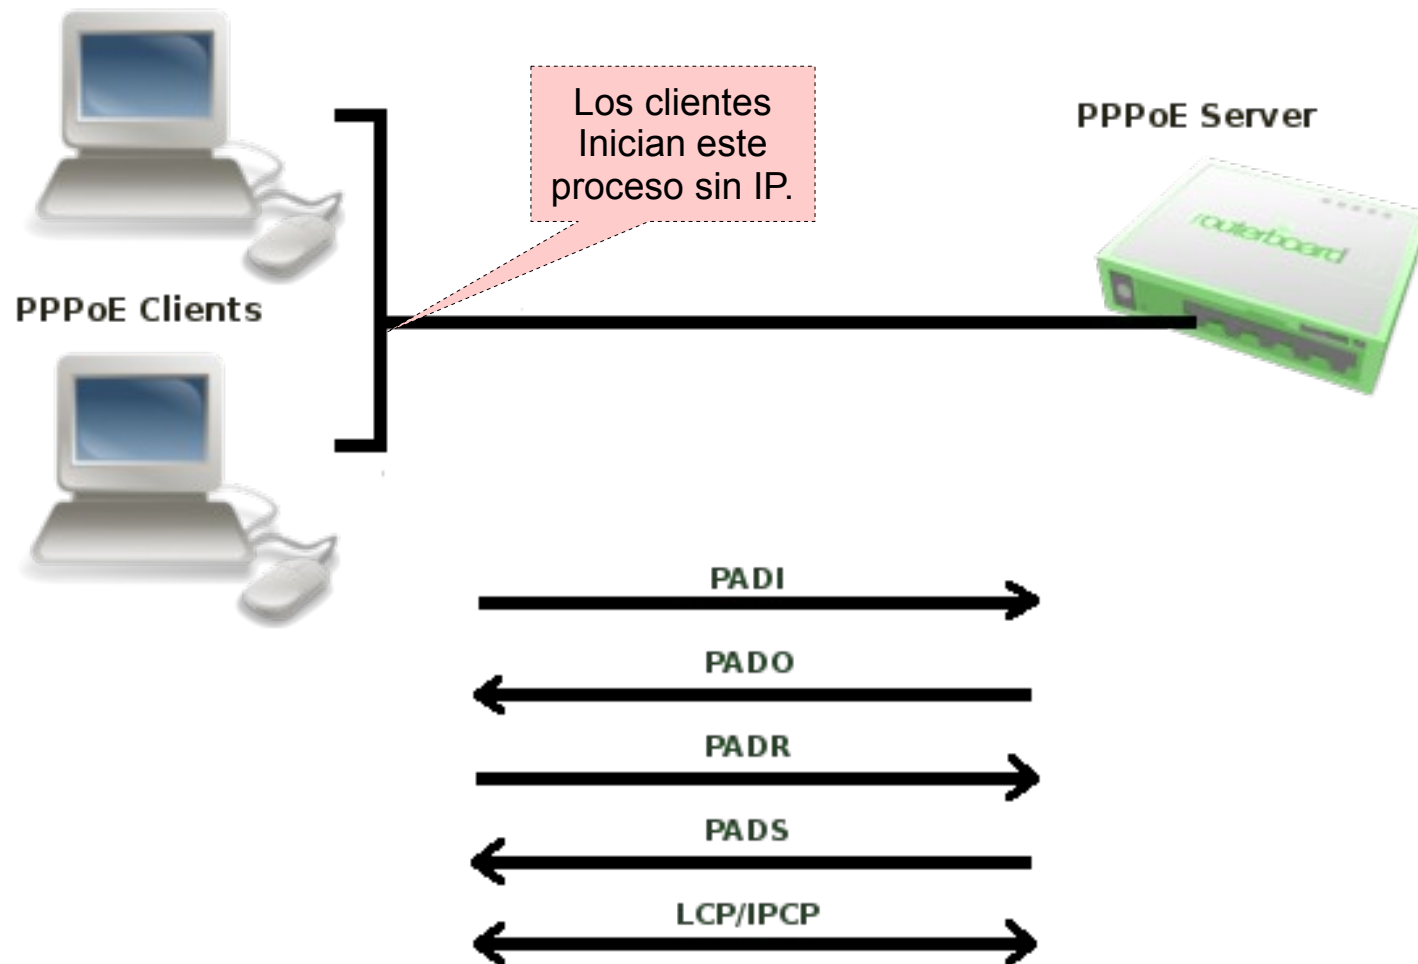 Los clientes
Inician este
proceso sin IP.
PPPoE Server
routerboard
PPPoE Clients
PADI
PADO
PADR
PADS
LCP/IPCP